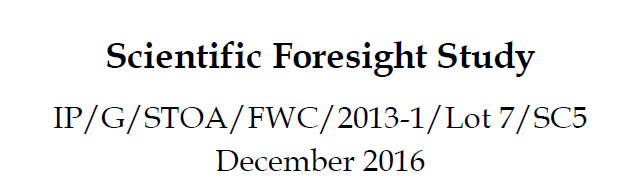 Scientific Foresight Study
IP/G/STOA/FWC/2013-1/Lot 7/SC5
December 2016